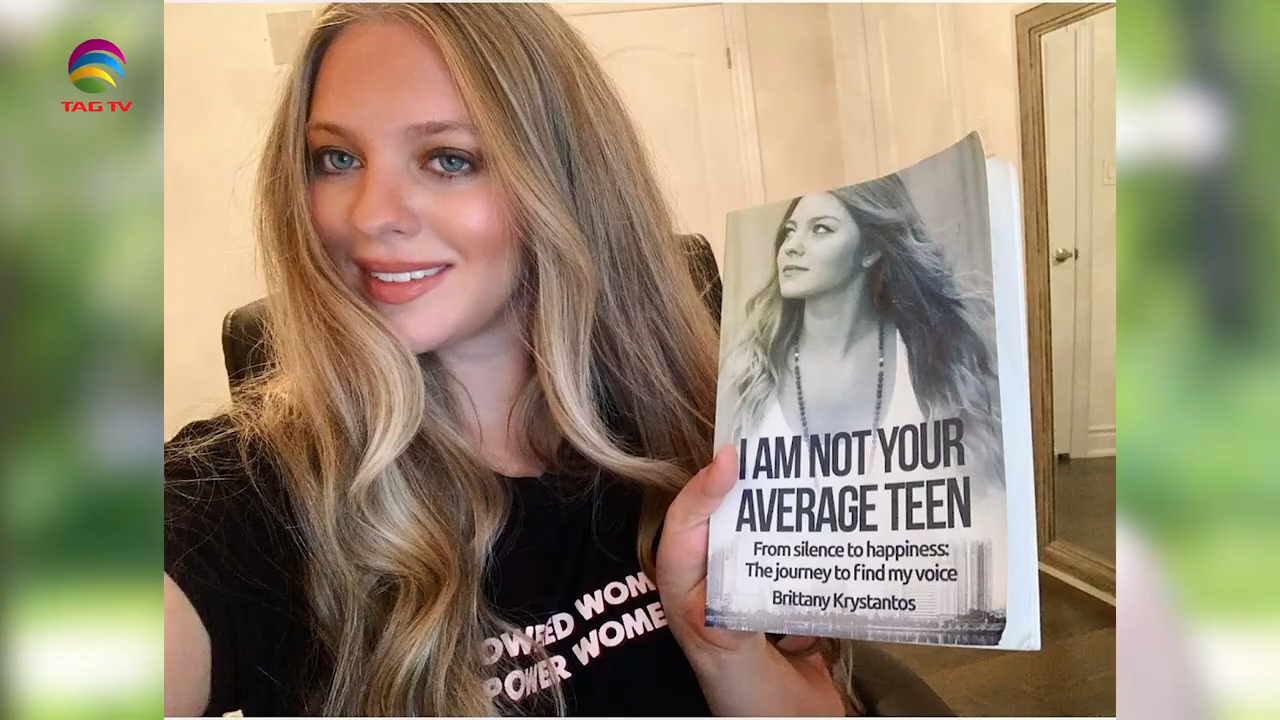 TAG TV
I AM NOT YOUR
AVERAGE TEEN
From silence to happiness:
The journey to find my voice
Brittany Krystantos
WOM
POWER WOME